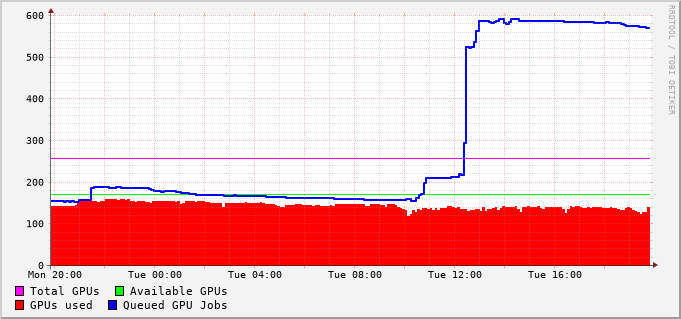 600
500
400
300
200
100
0
Mon 20:00 Tue 00:00 Tue 04:00 Tue 08:00 Tue 12:00 Tue 16:00
Total GPUs Available GPUs
GPUs used Queued GPU Jobs
RRDTOOL / TOBI OETIKER